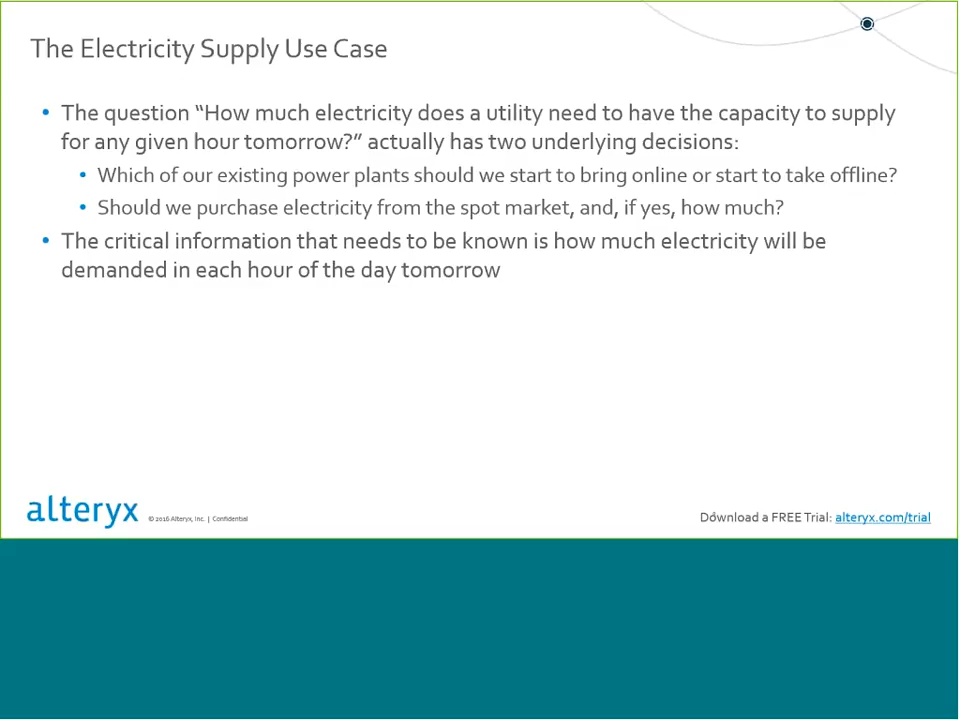 The Electricity Supply Use Case
• The question “How much electricity does a utility need to have the capacity to supply
for any given hour tomorrow?” actually has two underlying decisions:
• Which of our existing power plants should we start to bring online or start to take offline?
• Should we purchase electricity from the spot market, and, if yes, how much?
• The critical information that needs to be known is how much electricity will be
demanded in each hour of the day tomorrow
alteryx © 2016 Alteryx, Inc. | Confidential
Download a FREE Trial: alteryx.com/trial